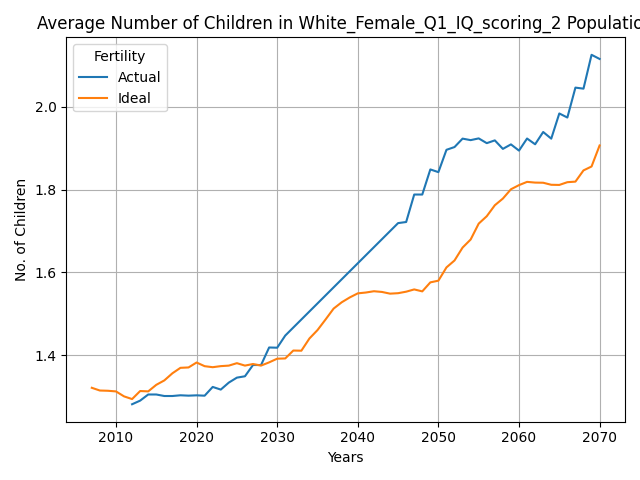 Average Number of Children in White_Female_Q1_IQ_scoring_2 Populatio
Fertility
Actual
Ideal
No. of Children
2.0
1.8
1.6
1.4
2010 2020 2030 2040 2050 2060 2070
Years